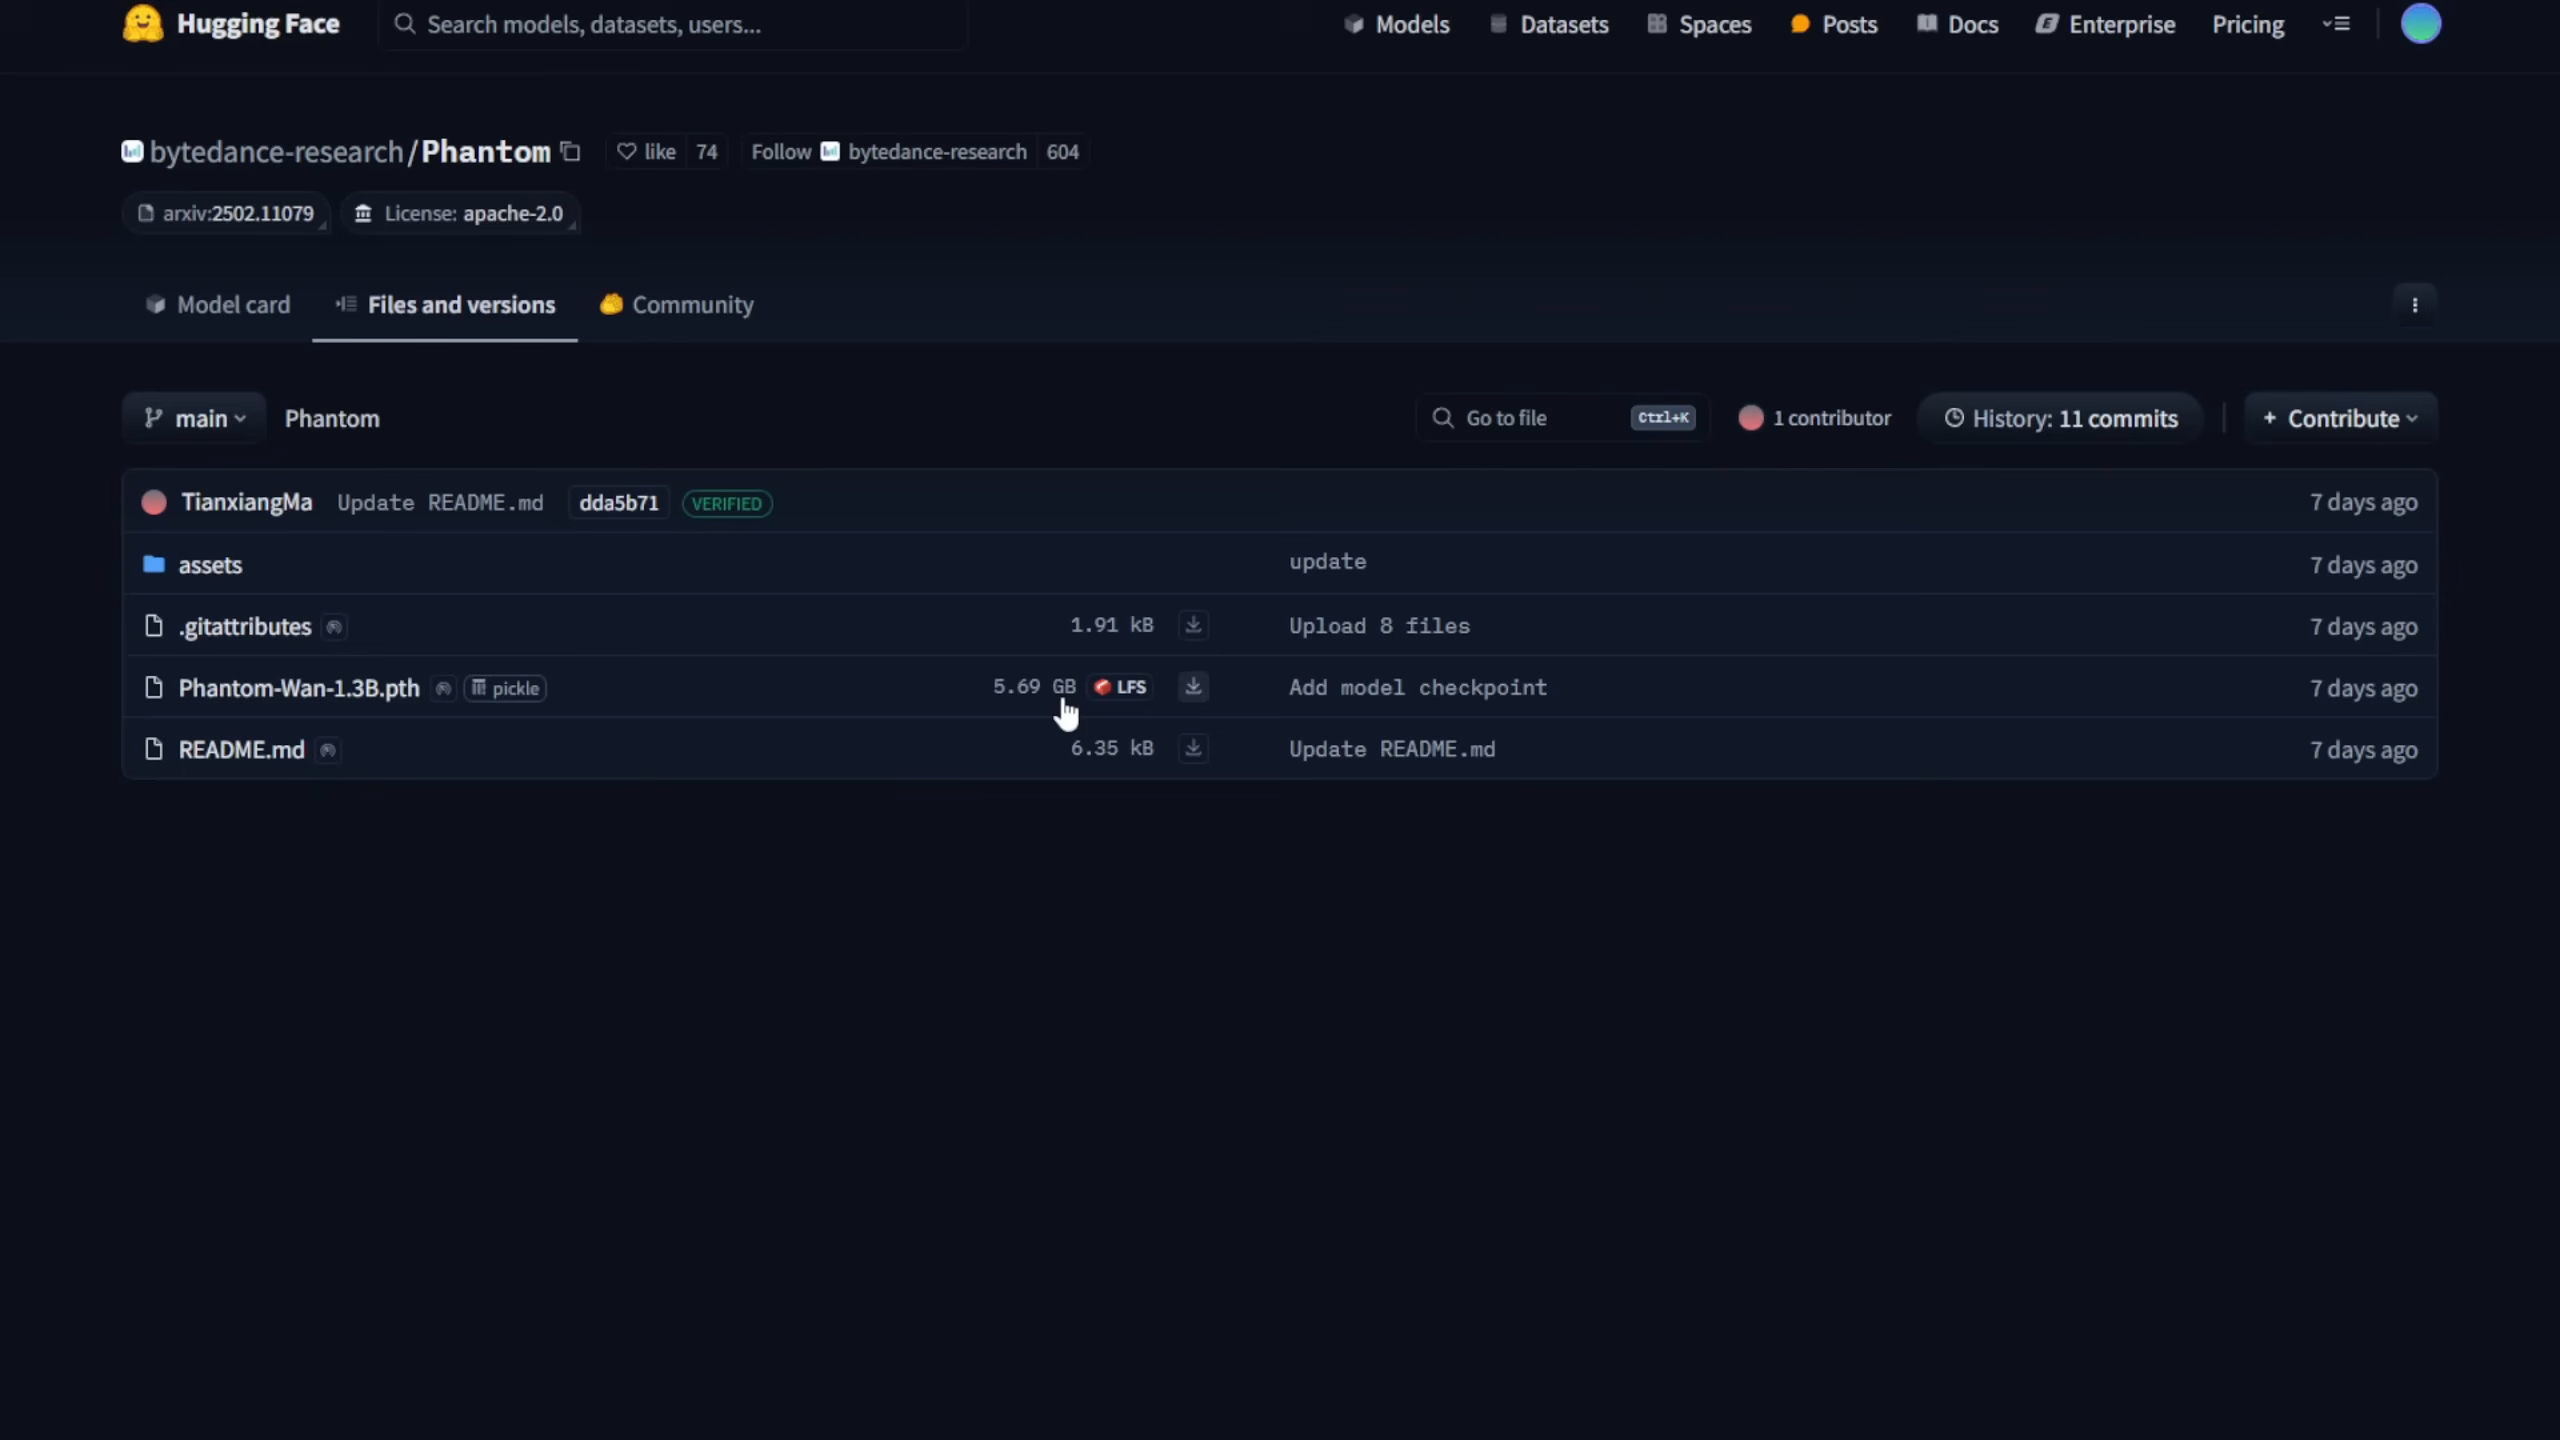 Hugging Face Search models, datasets, users... Models Datasets Spaces Posts Docs Enterprise Pricing
bytedance-research/Phantom like 74 Follow bytedance-research 604
arxiv:2502.11079 License: apache-2.0
Model card Files and versions Community
main Phantom Go to file Ctrl+K 1 contributor History: 11 commits + Contribute
TianxiangMa Update README.md dda5b71 VERIFIED 7 days ago
assets update 7 days ago
.gitattributes 1.91 kB Upload 8 files 7 days ago
Phantom-Wan-1.3B.pth pickle 5.69 GB LFS Add model checkpoint 7 days ago
README.md 6.35 kB Update README.md 7 days ago